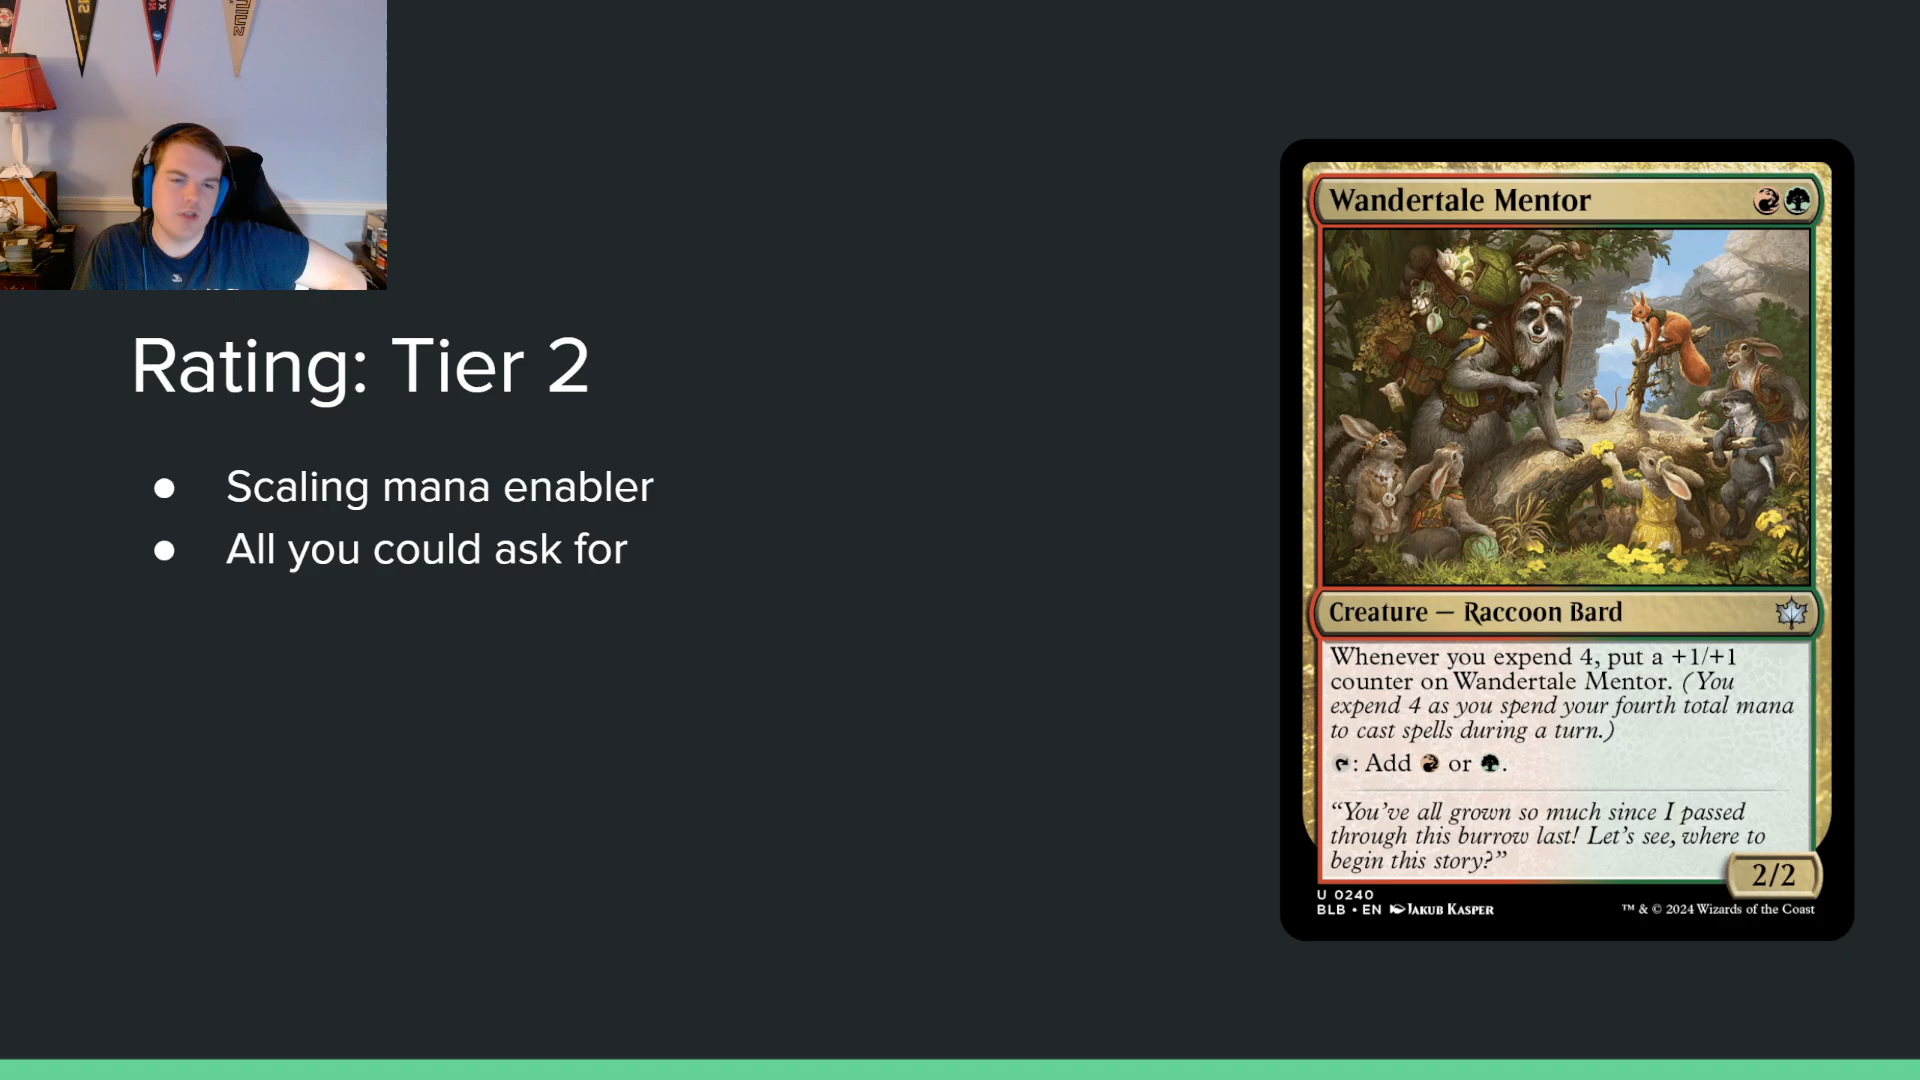 Rating: Tier 2
● Scaling mana enabler
● All you could ask for
Wandertale Mentor
Creature — Raccoon Bard
Whenever you expend 4, put a +1/+1
counter on Wandertale Mentor. (You
expend 4 as you spend your fourth total mana
to cast spells during a turn.)
: Add or .
“You’ve all grown so much since I passed
through this burrow last! Let’s see, where to
begin this story?”
2/2
U 0240
BLB • EN JAKUB KASPER
™ & © 2024 Wizards of the Coast